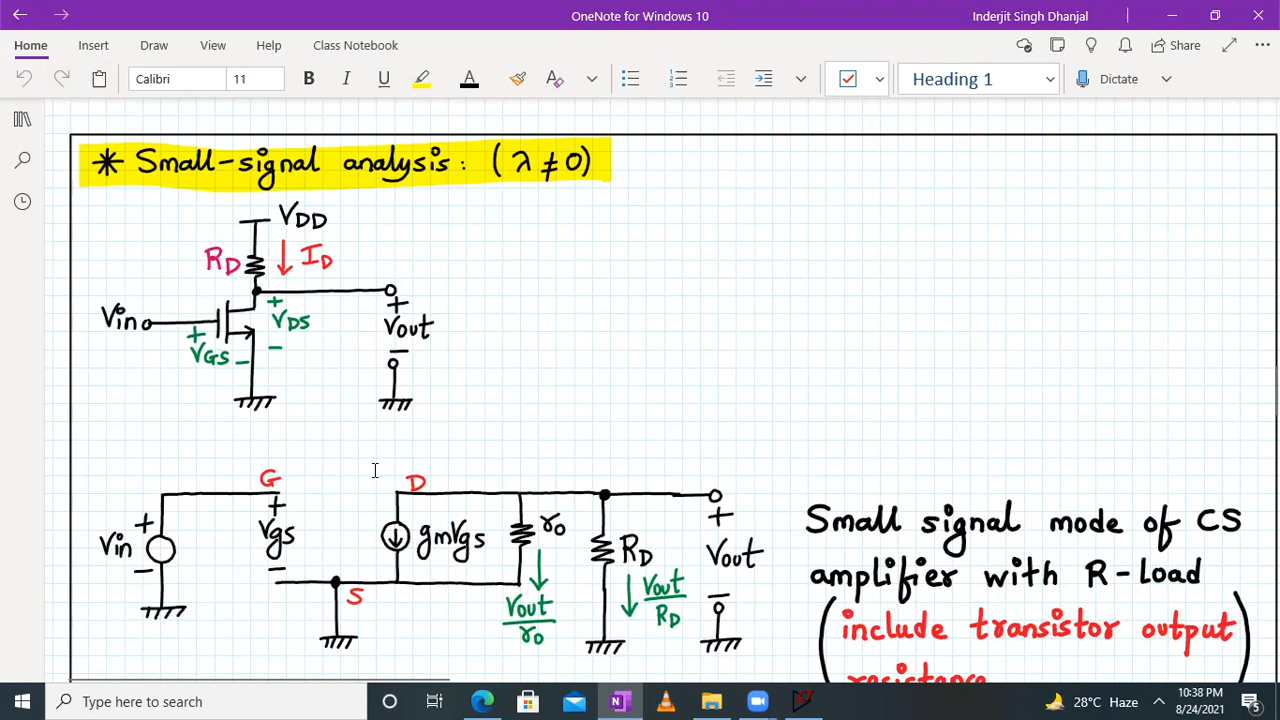 OneNote for Windows 10
Inderjit Singh Dhanjal
Home Insert Draw View Help Class Notebook
Share
Calibri 11 B I U A Heading 1 Dictate
* Small-signal analysis: (λ≠0)
VDD
RD ID
Vin
+ VGS −
+ VDS −
+ Vout −
G D
Vin + −
+ Vgs −
gmVgs
ro
RD
+ Vout −
S
Vout/ro
Vout/RD
Small signal mode of CS
amplifier with R-load
(include transistor output
resistance)
Type here to search
N
28°C Haze
10:38 PM
8/24/2021
5